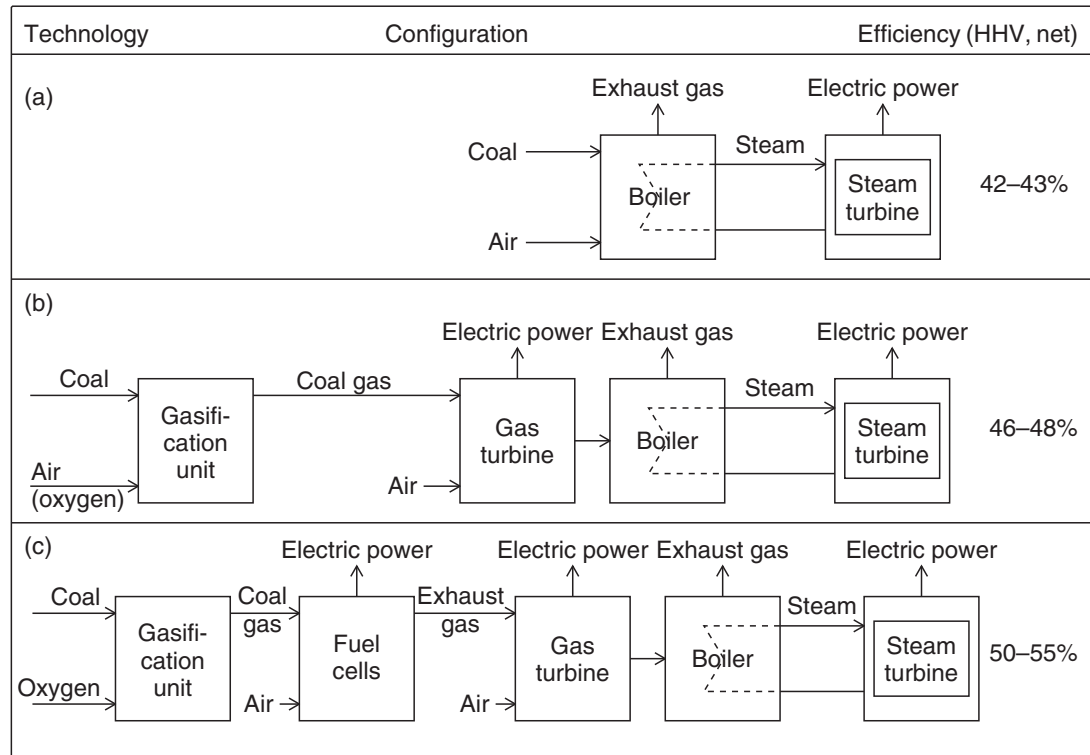 Technology Configuration Efficiency (HHV, net)
(a)
Exhaust gas Electric power
Coal
Steam
Boiler
Steam
turbine
42–43%
Air
(b)
Electric power Exhaust gas Electric power
Coal
Coal gas
Steam
Gasifi-
cation
unit
Gas
turbine
Boiler
Steam
turbine
46–48%
Air
(oxygen)
Air
(c)
Electric power Electric power Exhaust gas Electric power
Coal
Coal
gas
Exhaust
gas
Steam
Gasifi-
cation
unit
Fuel
cells
Gas
turbine
Boiler
Steam
turbine
50–55%
Oxygen
Air
Air